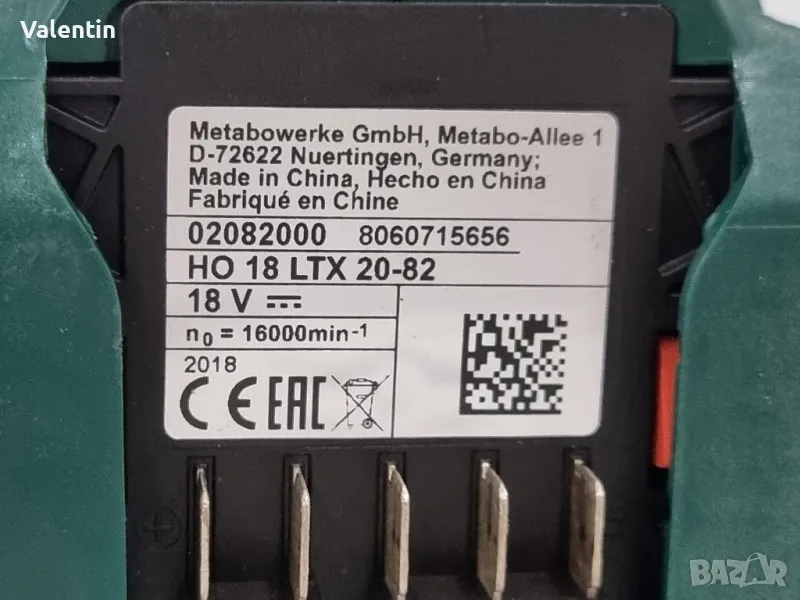 Valentin
Metabowerke GmbH, Metabo-Allee 1
D-72622 Nuertingen, Germany;
Made in China, Hecho en China
Fabriqué en Chine
02082000 8060715656
HO 18 LTX 20-82
18 V
n0 = 16000min-1
2018
CE EAC
BAZAR